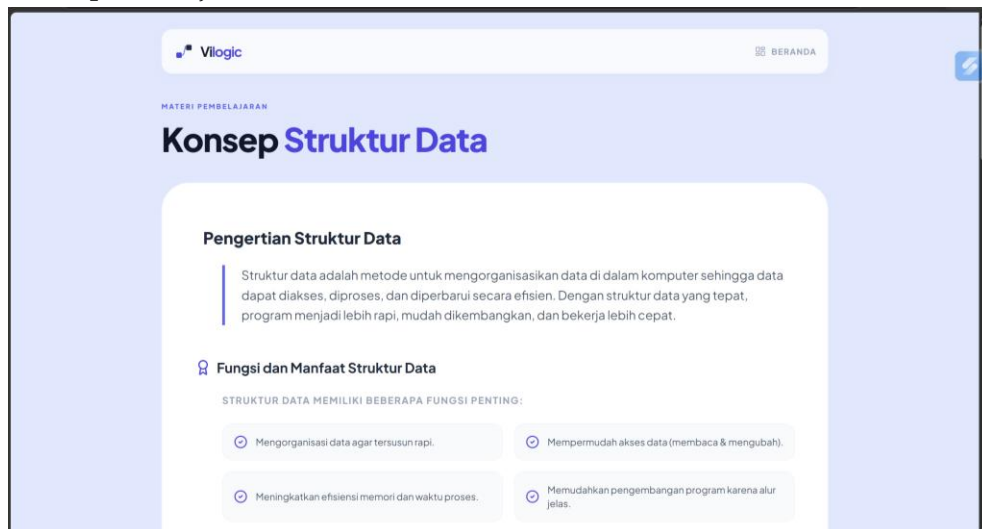 Vilogic
BERANDA
MATERI PEMBELAJARAN
Konsep Struktur Data
Pengertian Struktur Data
Struktur data adalah metode untuk mengorganisasikan data di dalam komputer sehingga data
dapat diakses, diproses, dan diperbarui secara efisien. Dengan struktur data yang tepat,
program menjadi lebih rapi, mudah dikembangkan, dan bekerja lebih cepat.
Fungsi dan Manfaat Struktur Data
STRUKTUR DATA MEMILIKI BEBERAPA FUNGSI PENTING:
Mengorganisasi data agar tersusun rapi.
Mempermudah akses data (membaca & mengubah).
Meningkatkan efisiensi memori dan waktu proses.
Memudahkan pengembangan program karena alur
jelas.